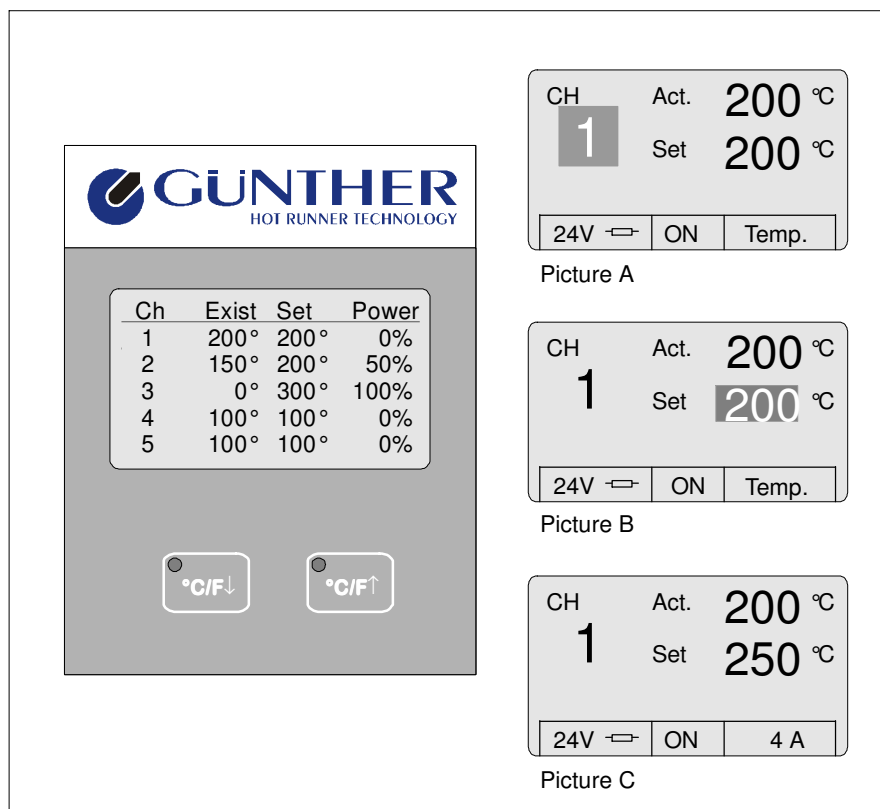 GÜNTHER
HOT RUNNER TECHNOLOGY
Ch Exist Set Power
1 200° 200° 0%
2 150° 200° 50%
3 0° 300° 100%
4 100° 100° 0%
5 100° 100° 0%
°C/F↓ °C/F↑
CH Act. 200 °C
1 Set 200 °C
24V ON Temp.
Picture A
CH Act. 200 °C
1 Set 200 °C
24V ON Temp.
Picture B
CH Act. 200 °C
1 Set 250 °C
24V ON 4 A
Picture C